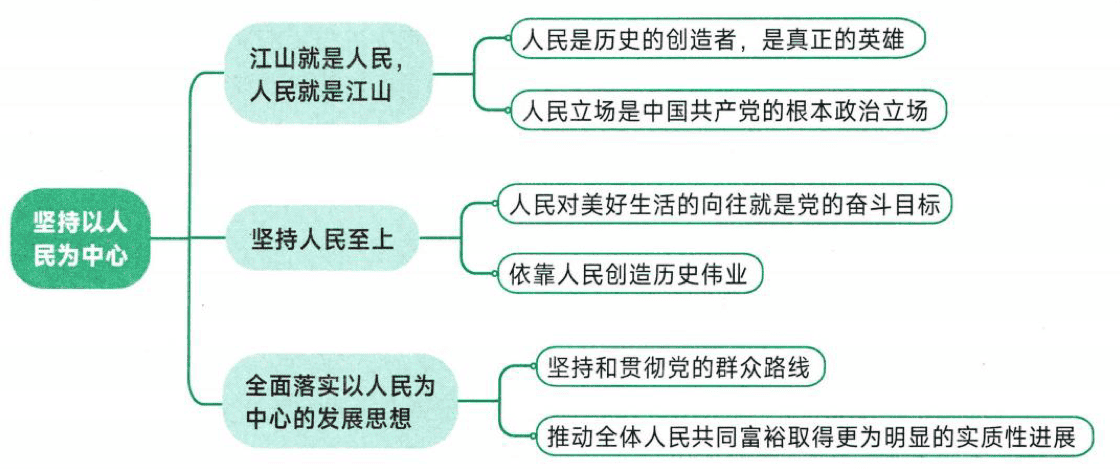 坚持以人
民为中心
江山就是人民，
人民就是江山
人民是历史的创造者，是真正的英雄
人民立场是中国共产党的根本政治立场
坚持人民至上
人民对美好生活的向往就是党的奋斗目标
依靠人民创造历史伟业
全面落实以人民为
中心的发展思想
坚持和贯彻党的群众路线
推动全体人民共同富裕取得更为明显的实质性进展